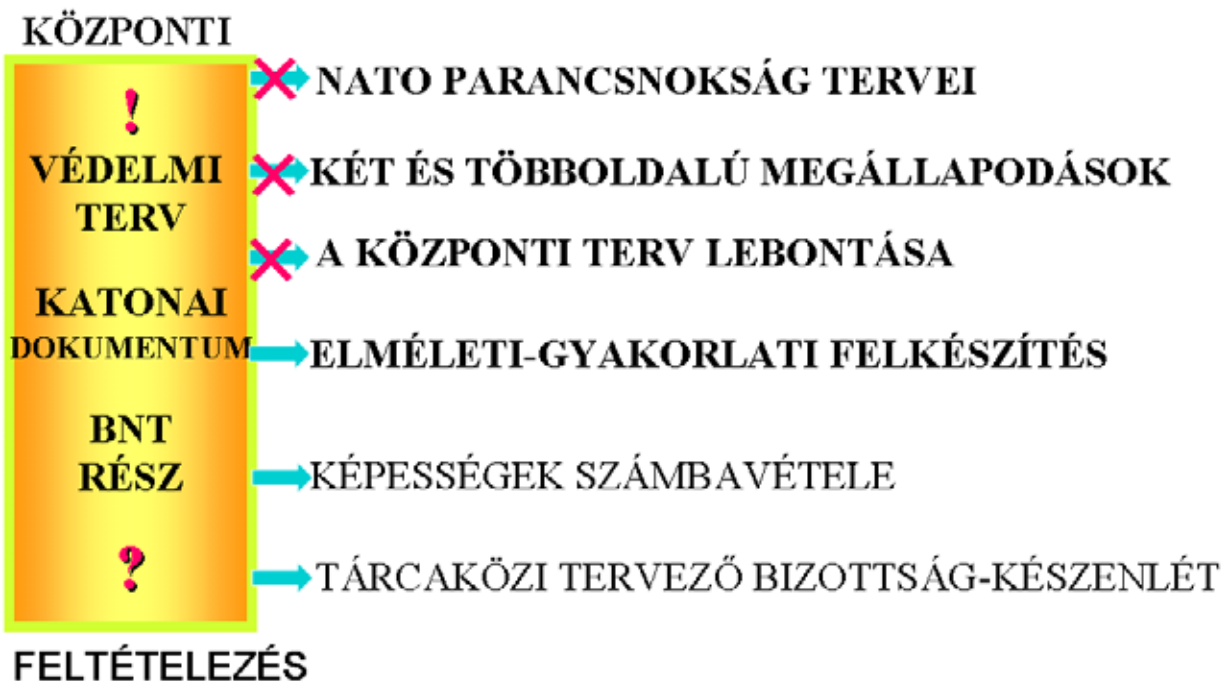 KÖZPONTI
!
VÉDELMI
TERV
KATONAI
DOKUMENTUM
BNT
RÉSZ
?
NATO PARANCSNOKSÁG TERVEI
KÉT ÉS TÖBBOLDALÚ MEGÁLLAPODÁSOK
A KÖZPONTI TERV LEBONTÁSA
ELMÉLETI-GYAKORLATI FELKÉSZÍTÉS
KÉPESSÉGEK SZÁMBAVÉTELE
TÁRCAKÖZI TERVEZŐ BIZOTTSÁG-KÉSZENLÉT
FELTÉTELEZÉS